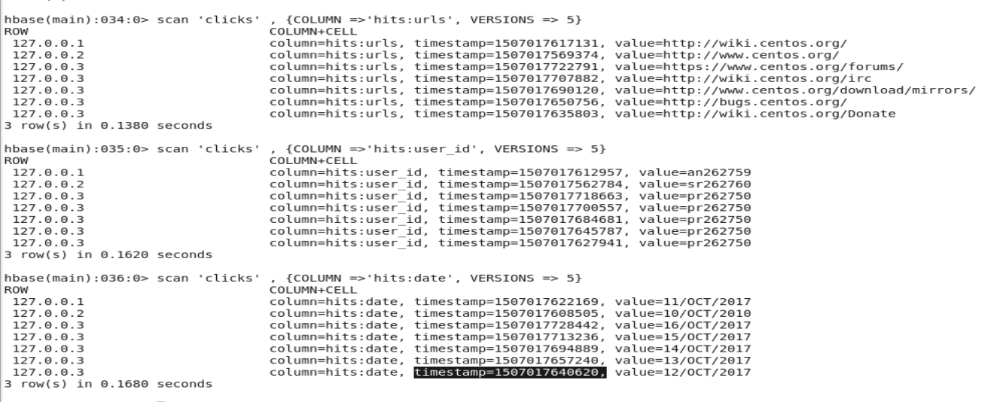 hbase(main):034:0> scan 'clicks' , {COLUMN =>'hits:urls', VERSIONS => 5}
ROW COLUMN+CELL
127.0.0.1 column=hits:urls, timestamp=1507017617131, value=http://wiki.centos.org/
127.0.0.2 column=hits:urls, timestamp=1507017569374, value=http://www.centos.org/
127.0.0.3 column=hits:urls, timestamp=1507017722791, value=https://www.centos.org/forums/
127.0.0.3 column=hits:urls, timestamp=1507017707882, value=http://wiki.centos.org/irc
127.0.0.3 column=hits:urls, timestamp=1507017690120, value=http://www.centos.org/download/mirrors/
127.0.0.3 column=hits:urls, timestamp=1507017650756, value=http://bugs.centos.org/
127.0.0.3 column=hits:urls, timestamp=1507017635803, value=http://wiki.centos.org/Donate
3 row(s) in 0.1380 seconds
hbase(main):035:0> scan 'clicks' , {COLUMN =>'hits:user_id', VERSIONS => 5}
ROW COLUMN+CELL
127.0.0.1 column=hits:user_id, timestamp=1507017612957, value=an262759
127.0.0.2 column=hits:user_id, timestamp=1507017562784, value=sr262760
127.0.0.3 column=hits:user_id, timestamp=1507017718663, value=pr262750
127.0.0.3 column=hits:user_id, timestamp=1507017700557, value=pr262750
127.0.0.3 column=hits:user_id, timestamp=1507017684681, value=pr262750
127.0.0.3 column=hits:user_id, timestamp=1507017645787, value=pr262750
127.0.0.3 column=hits:user_id, timestamp=1507017627941, value=pr262750
3 row(s) in 0.1620 seconds
hbase(main):036:0> scan 'clicks' , {COLUMN =>'hits:date', VERSIONS => 5}
ROW COLUMN+CELL
127.0.0.1 column=hits:date, timestamp=1507017622169, value=11/OCT/2017
127.0.0.2 column=hits:date, timestamp=1507017608505, value=10/OCT/2010
127.0.0.3 column=hits:date, timestamp=1507017728442, value=16/OCT/2017
127.0.0.3 column=hits:date, timestamp=1507017713236, value=15/OCT/2017
127.0.0.3 column=hits:date, timestamp=1507017694889, value=14/OCT/2017
127.0.0.3 column=hits:date, timestamp=1507017657240, value=13/OCT/2017
127.0.0.3 column=hits:date, timestamp=1507017640620, value=12/OCT/2017
3 row(s) in 0.1680 seconds